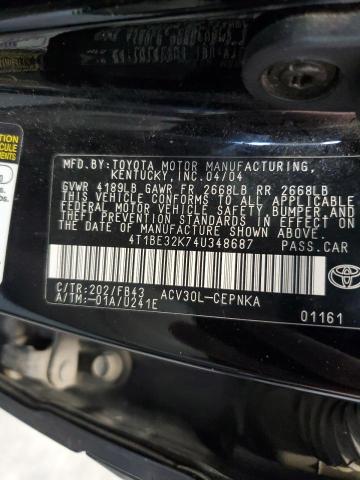 MFD.BY:TOYOTA MOTOR MANUFACTURING,
KENTUCKY, INC.04/04
GVWR 4189LB GAWR FR 2668LB RR 2668LB
THIS VEHICLE CONFORMS TO ALL APPLICABLE
FEDERAL MOTOR VEHICLE SAFETY, BUMPER, AND
THEFT PREVENTION STANDARDS IN EFFECT ON
THE DATE OF MANUFACTURE SHOWN ABOVE.
4T1BE32K74U348687 PASS.CAR
C/TR:202/FB43 ACV30L-CEPNKA
A/TM:-01A/U241E
TOYOTA
01161